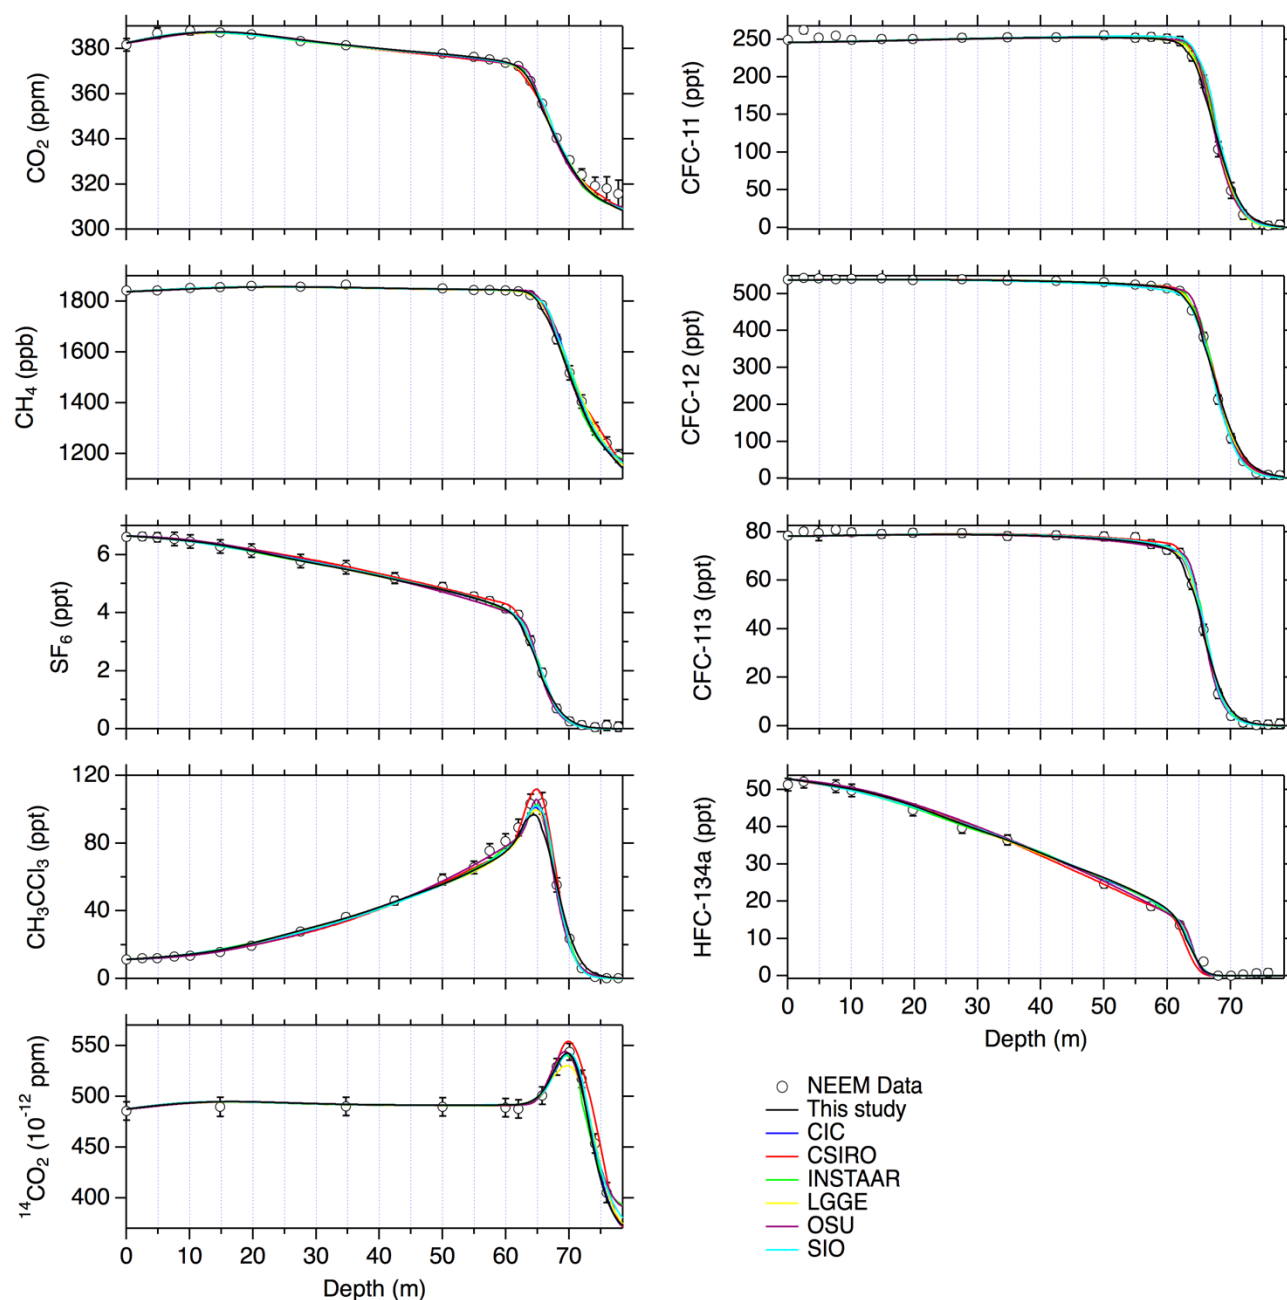 380
360
340
320
300
CO2 (ppm)
1800
1600
1400
1200
CH4 (ppb)
6
4
2
0
SF6 (ppt)
120
80
40
0
CH3CCl3 (ppt)
550
500
450
400
14CO2 (10-12 ppm)
0 10 20 30 40 50 60 70
Depth (m)
250
200
150
100
50
0
CFC-11 (ppt)
500
400
300
200
100
0
CFC-12 (ppt)
80
60
40
20
0
CFC-113 (ppt)
50
40
30
20
10
0
HFC-134a (ppt)
0 10 20 30 40 50 60 70
Depth (m)
NEEM Data
This study
CIC
CSIRO
INSTAAR
LGGE
OSU
SIO